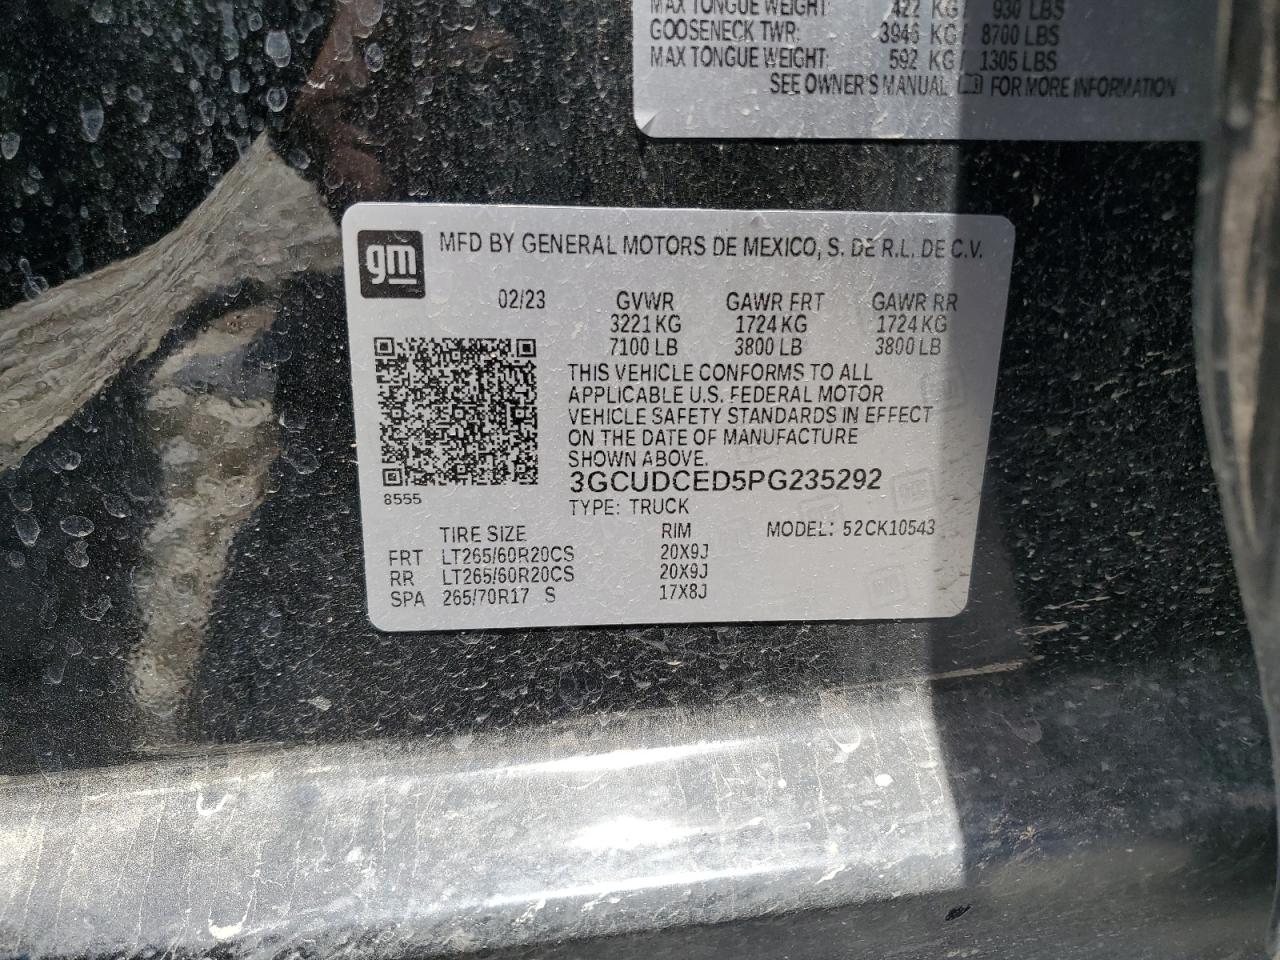 MAX TONGUE WEIGHT: 422 KG / 930 LBS
GOOSENECK TWR: 3946 KG / 8700 LBS
MAX TONGUE WEIGHT: 592 KG / 1305 LBS
SEE OWNER'S MANUAL FOR MORE INFORMATION
gm MFD BY GENERAL MOTORS DE MEXICO, S. DE R.L. DE C.V.
02/23 GVWR GAWR FRT GAWR RR
3221 KG 1724 KG 1724 KG
7100 LB 3800 LB 3800 LB
THIS VEHICLE CONFORMS TO ALL
APPLICABLE U.S. FEDERAL MOTOR
VEHICLE SAFETY STANDARDS IN EFFECT
ON THE DATE OF MANUFACTURE
SHOWN ABOVE.
3GCUDCED5PG235292
8555
TYPE: TRUCK
TIRE SIZE RIM MODEL: 52CK10543
FRT LT265/60R20CS 20X9J
RR LT265/60R20CS 20X9J
SPA 265/70R17 S 17X8J